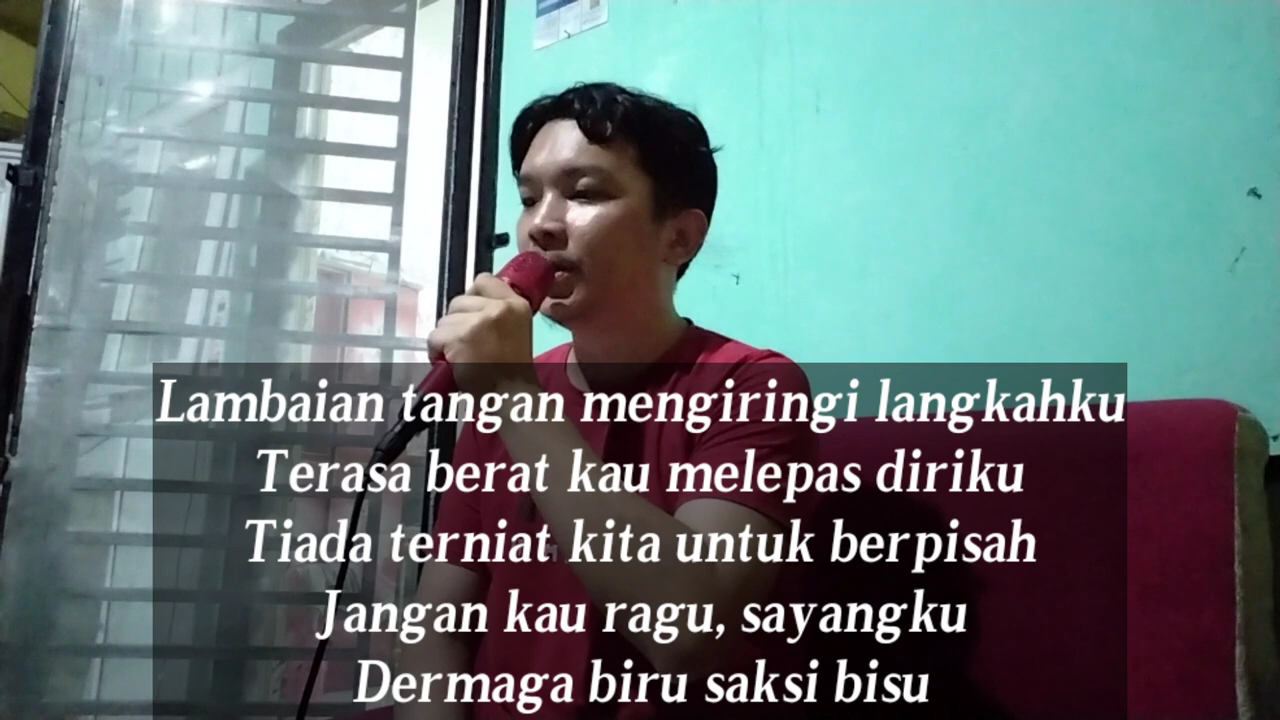 Lambaian tangan mengiringi langkahku
Terasa berat kau melepas diriku
Tiada terniat kita untuk berpisah
Jangan kau ragu, sayangku
Dermaga biru saksi bisu